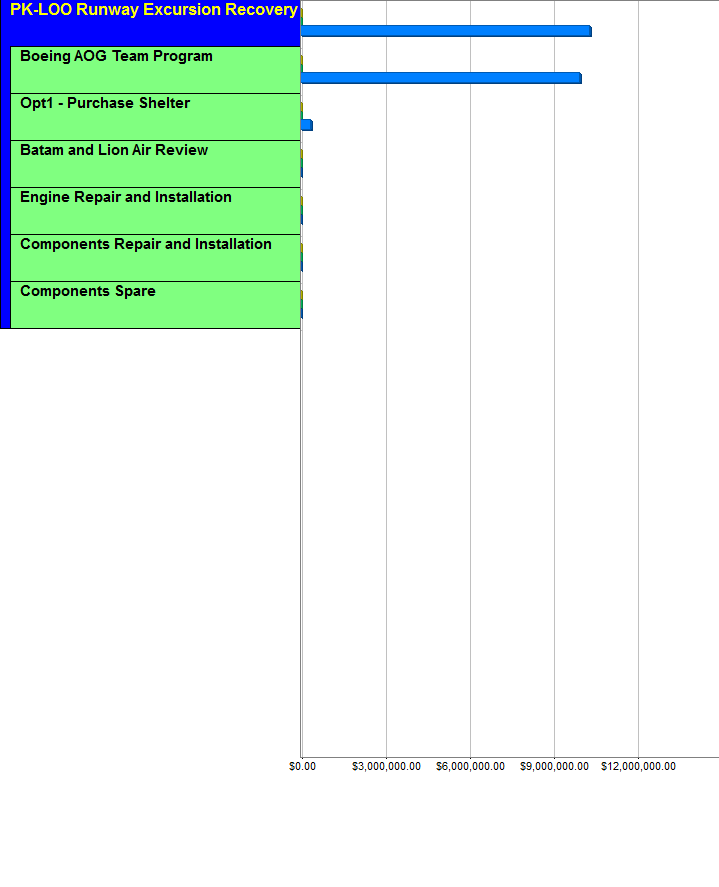 PK-LOO Runway Excursion Recovery
Boeing AOG Team Program
Opt1 - Purchase Shelter
Batam and Lion Air Review
Engine Repair and Installation
Components Repair and Installation
Components Spare
$0.00 $3,000,000.00 $6,000,000.00 $9,000,000.00 $12,000,000.00